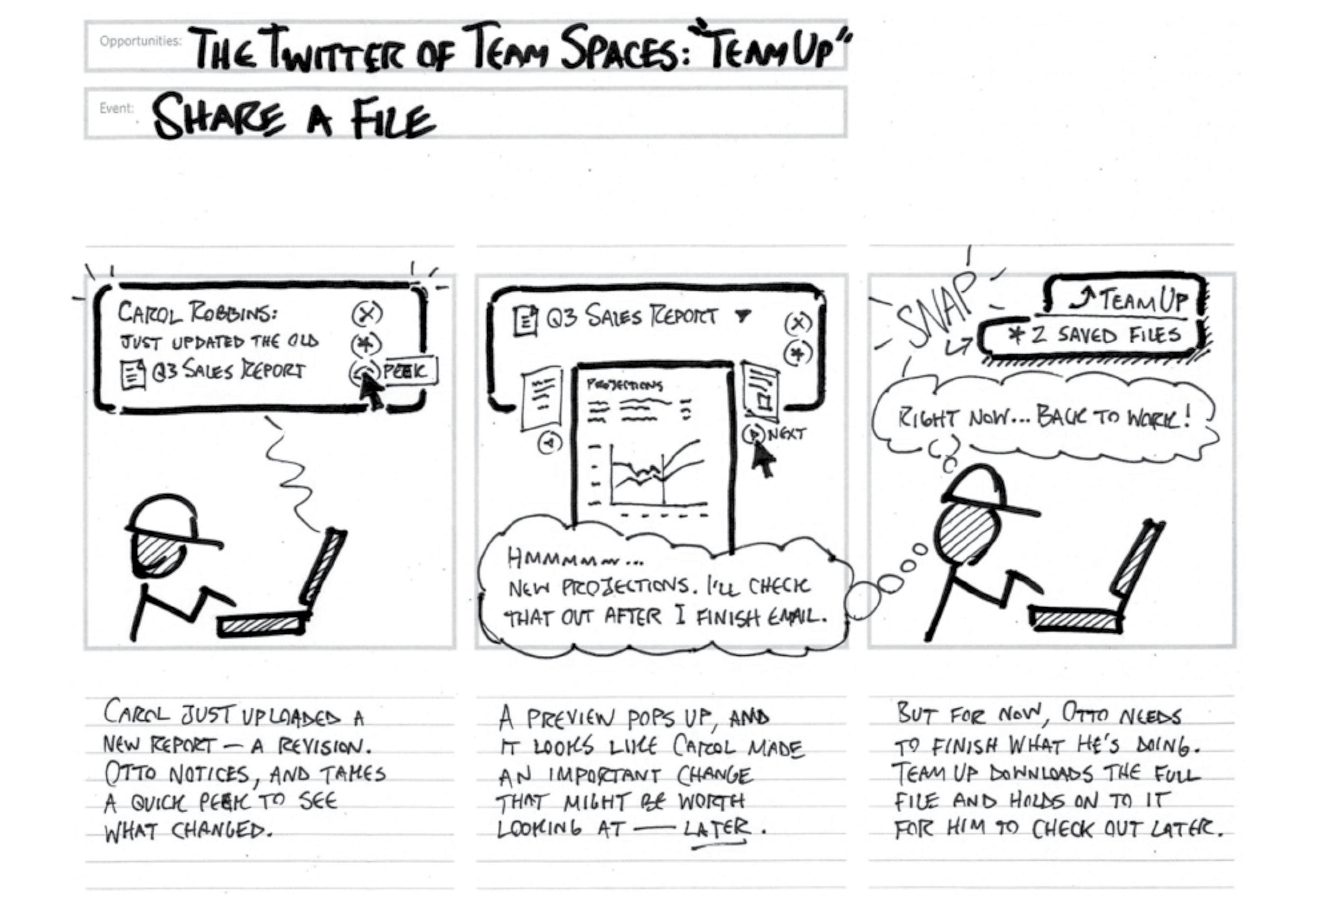 Opportunities: THE TWITTER OF TEAM SPACES: "TEAMUP"
Event: SHARE A FILE
CAROL ROBBINS:
JUST UPDATED THE OLD
Q3 SALES REPORT
PEEK
Q3 SALES REPORT
PROJECTIONS
NEXT
HMMMMMM...
NEW PROJECTIONS. I'LL CHECK
THAT OUT AFTER I FINISH EMAIL.
SNAP
TEAMUP
* 2 SAVED FILES
RIGHT NOW... BACK TO WORK!
CAROL JUST UPLOADED A
NEW REPORT — A REVISION.
OTTO NOTICES, AND TAKES
A QUICK PEEK TO SEE
WHAT CHANGED.
A PREVIEW POPS UP, AND
IT LOOKS LIKE CAROL MADE
AN IMPORTANT CHANGE
THAT MIGHT BE WORTH
LOOKING AT — LATER.
BUT FOR NOW, OTTO NEEDS
TO FINISH WHAT HE'S DOING.
TEAM UP DOWNLOADS THE FULL
FILE AND HOLDS ON TO IT
FOR HIM TO CHECK OUT LATER.